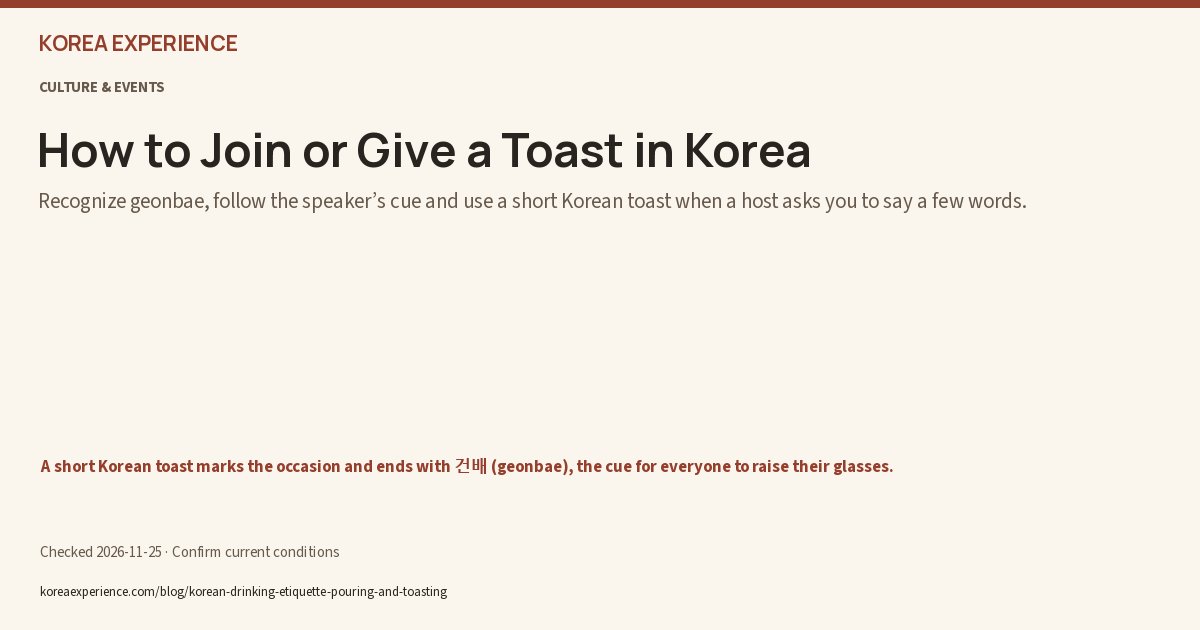 KOREA EXPERIENCE
CULTURE & EVENTS
How to Join or Give a Toast in Korea
Recognize geonbae, follow the speaker’s cue and use a short Korean toast when a host asks you to say a few words.
A short Korean toast marks the occasion and ends with 건배 (geonbae), the cue for everyone to raise their glasses.
Checked 2026-11-25 · Confirm current conditions
koreaexperience.com/blog/korean-drinking-etiquette-pouring-and-toasting